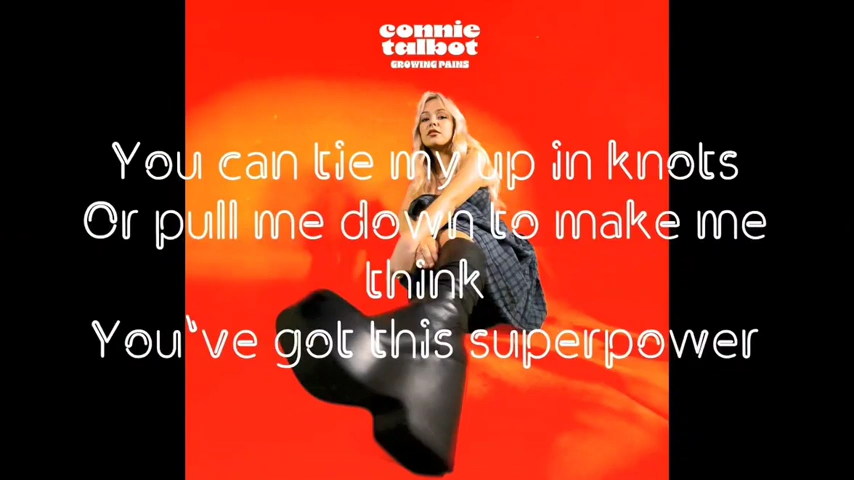 connie
talbot
GROWING PAINS
You can tie my up in knots
Or pull me down to make me
think
You've got this superpower